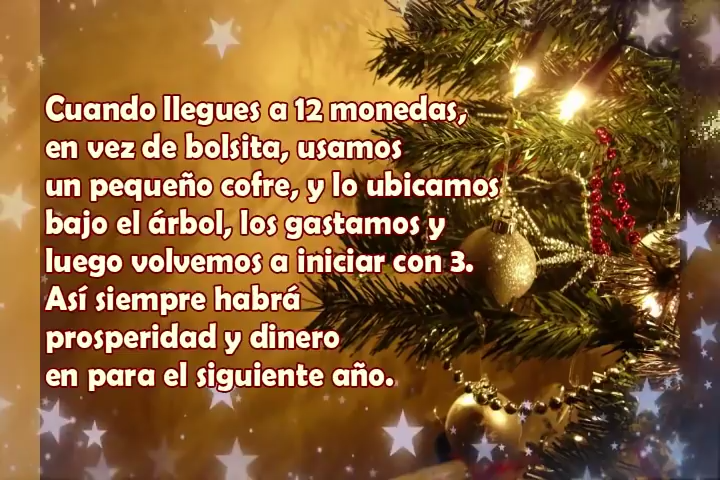 Cuando llegues a 12 monedas,
en vez de bolsita, usamos
un pequeño cofre, y lo ubicamos
bajo el árbol, los gastamos y
luego volvemos a iniciar con 3.
Así siempre habrá
prosperidad y dinero
en para el siguiente año.